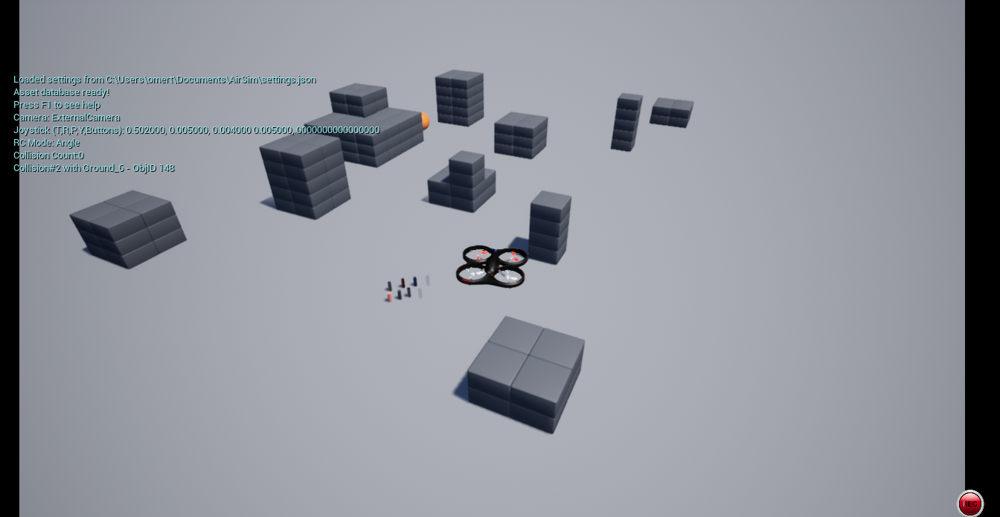 Loaded settings from C:\Users\omert\Documents\AirSim\settings.json
Asset database ready!
Press F1 to see help
Camera: ExternalCamera
Joystick (T,R,P,Y,Buttons): 0.502000, 0.005000, 0.004000 0.005000, 0000000000000000
RC Mode: Angle
Collision Count:0
Collision#2 with Ground_6 - ObjID 148
REC